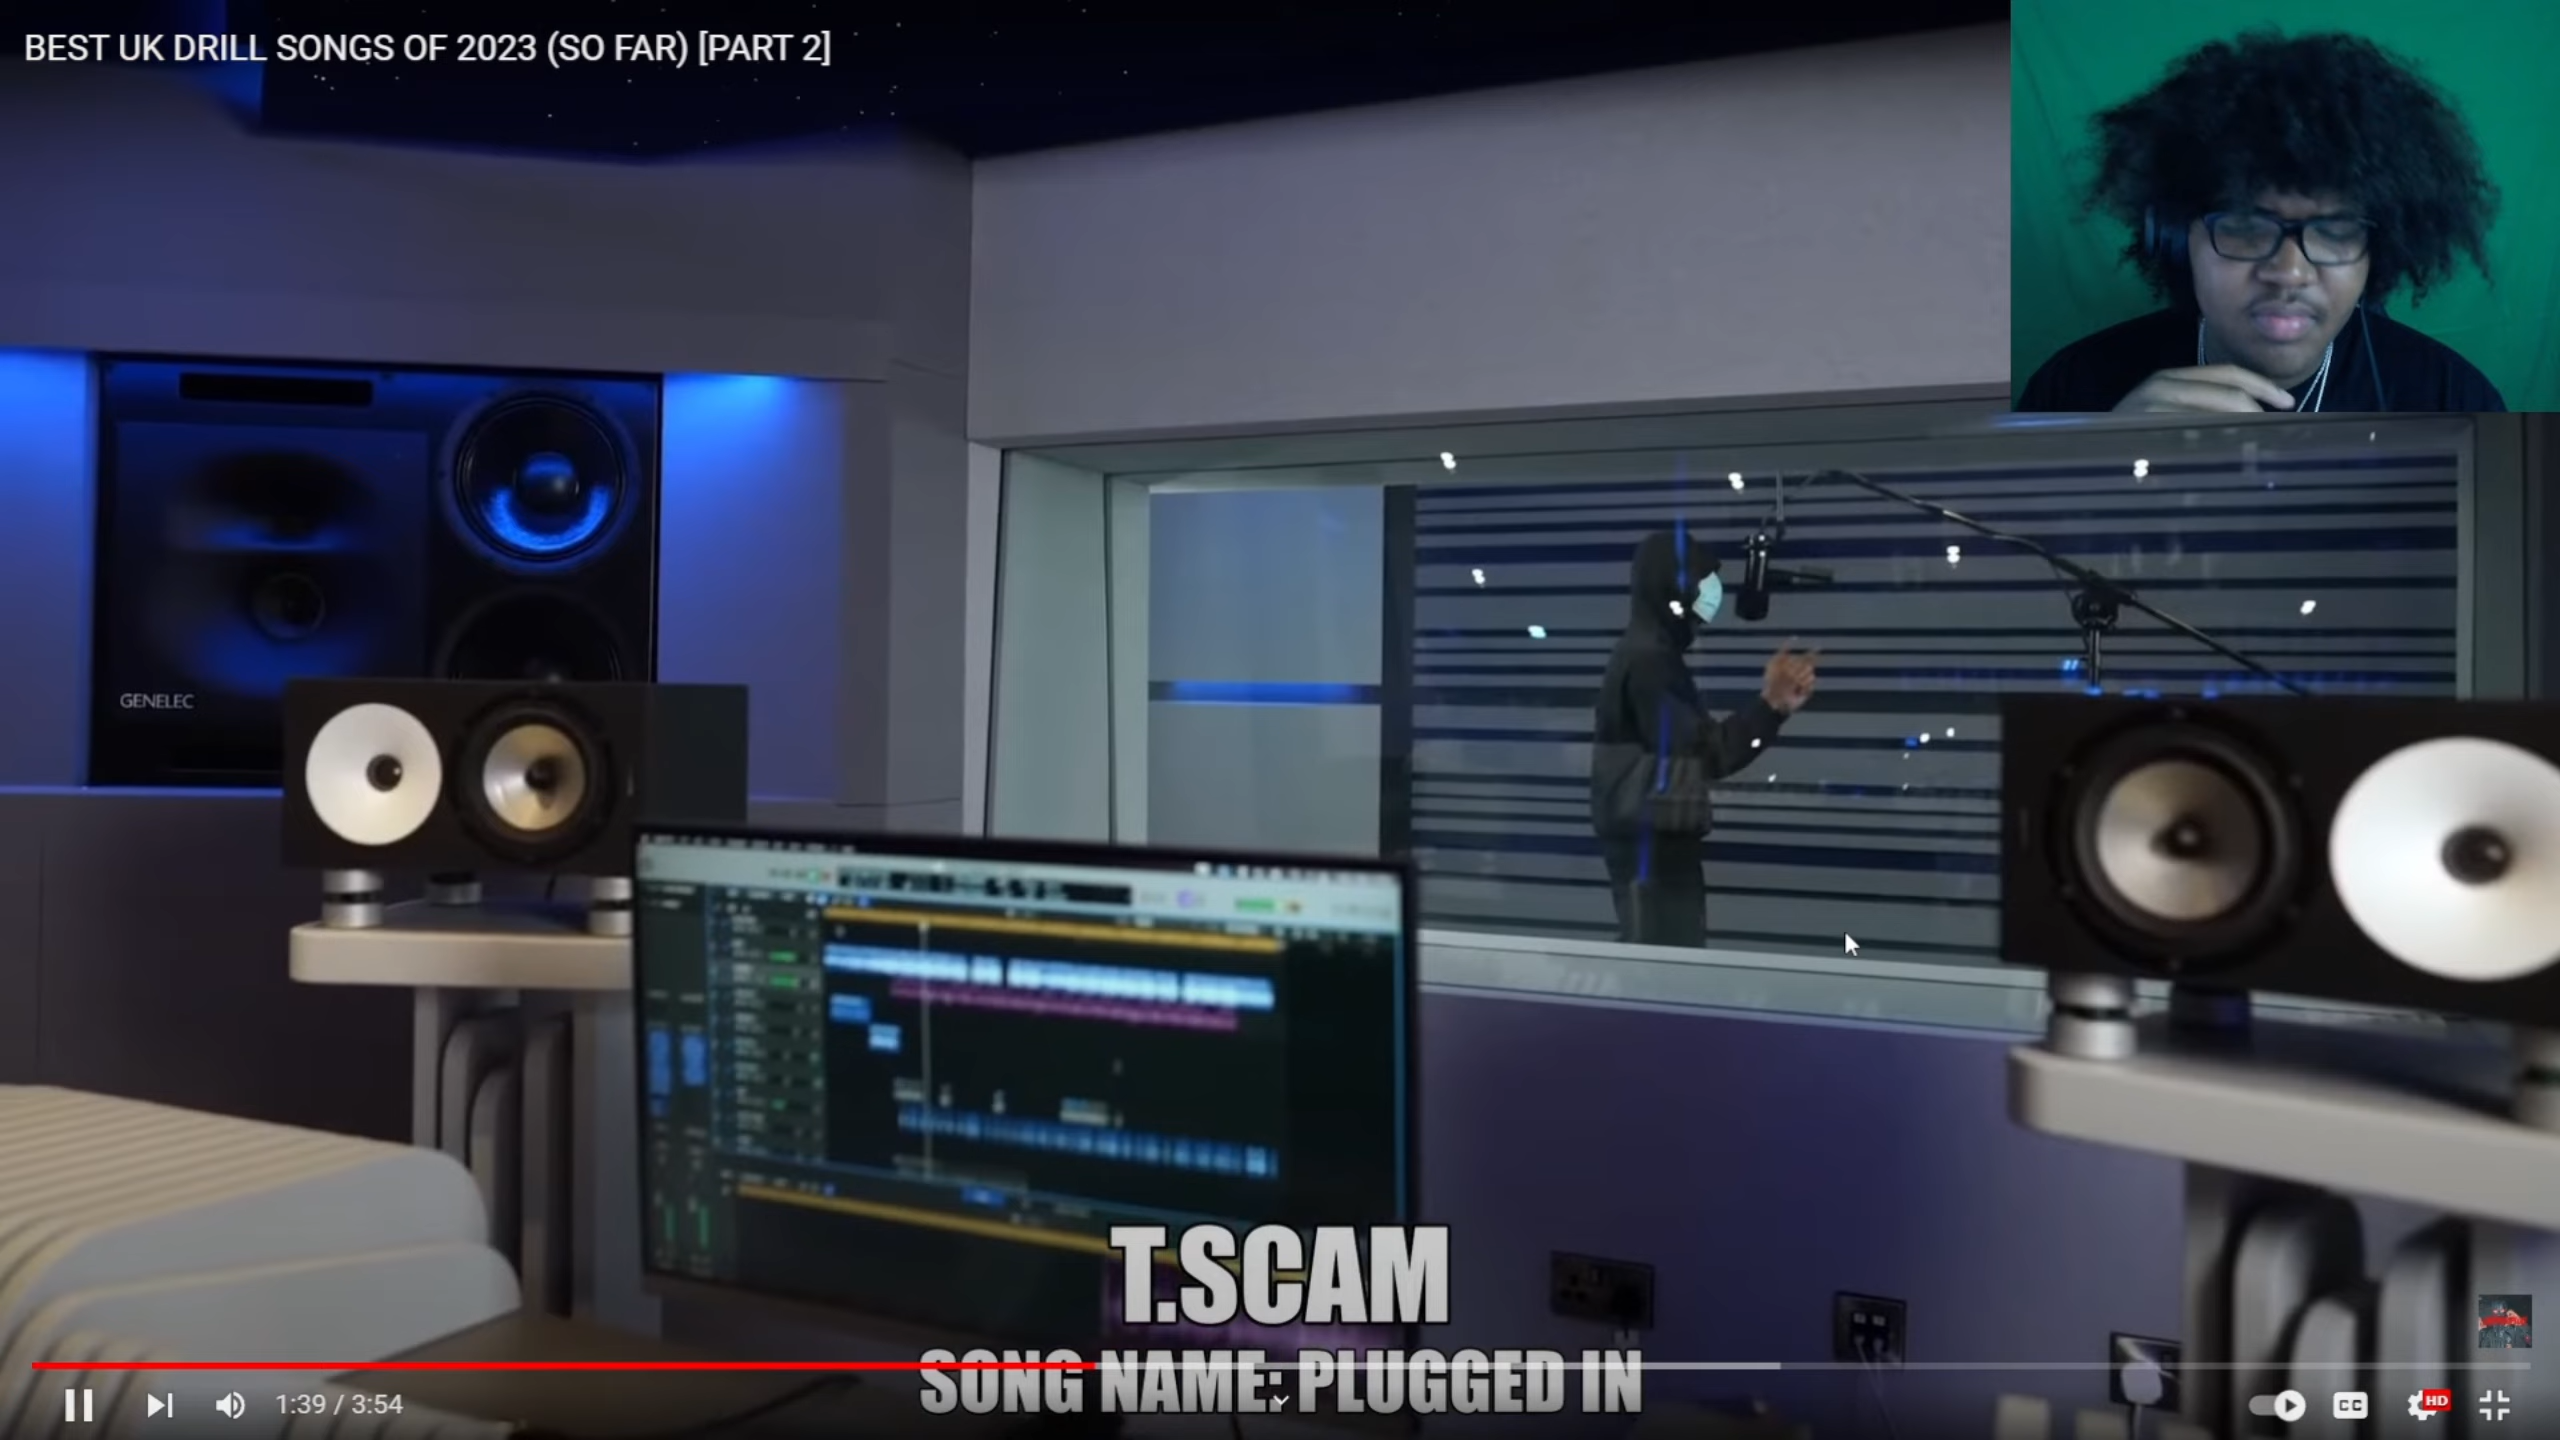 BEST UK DRILL SONGS OF 2023 (SO FAR) [PART 2]
GENELEC
T.SCAM
SONG NAME: PLUGGED IN
1:39 / 3:54
CC
HD